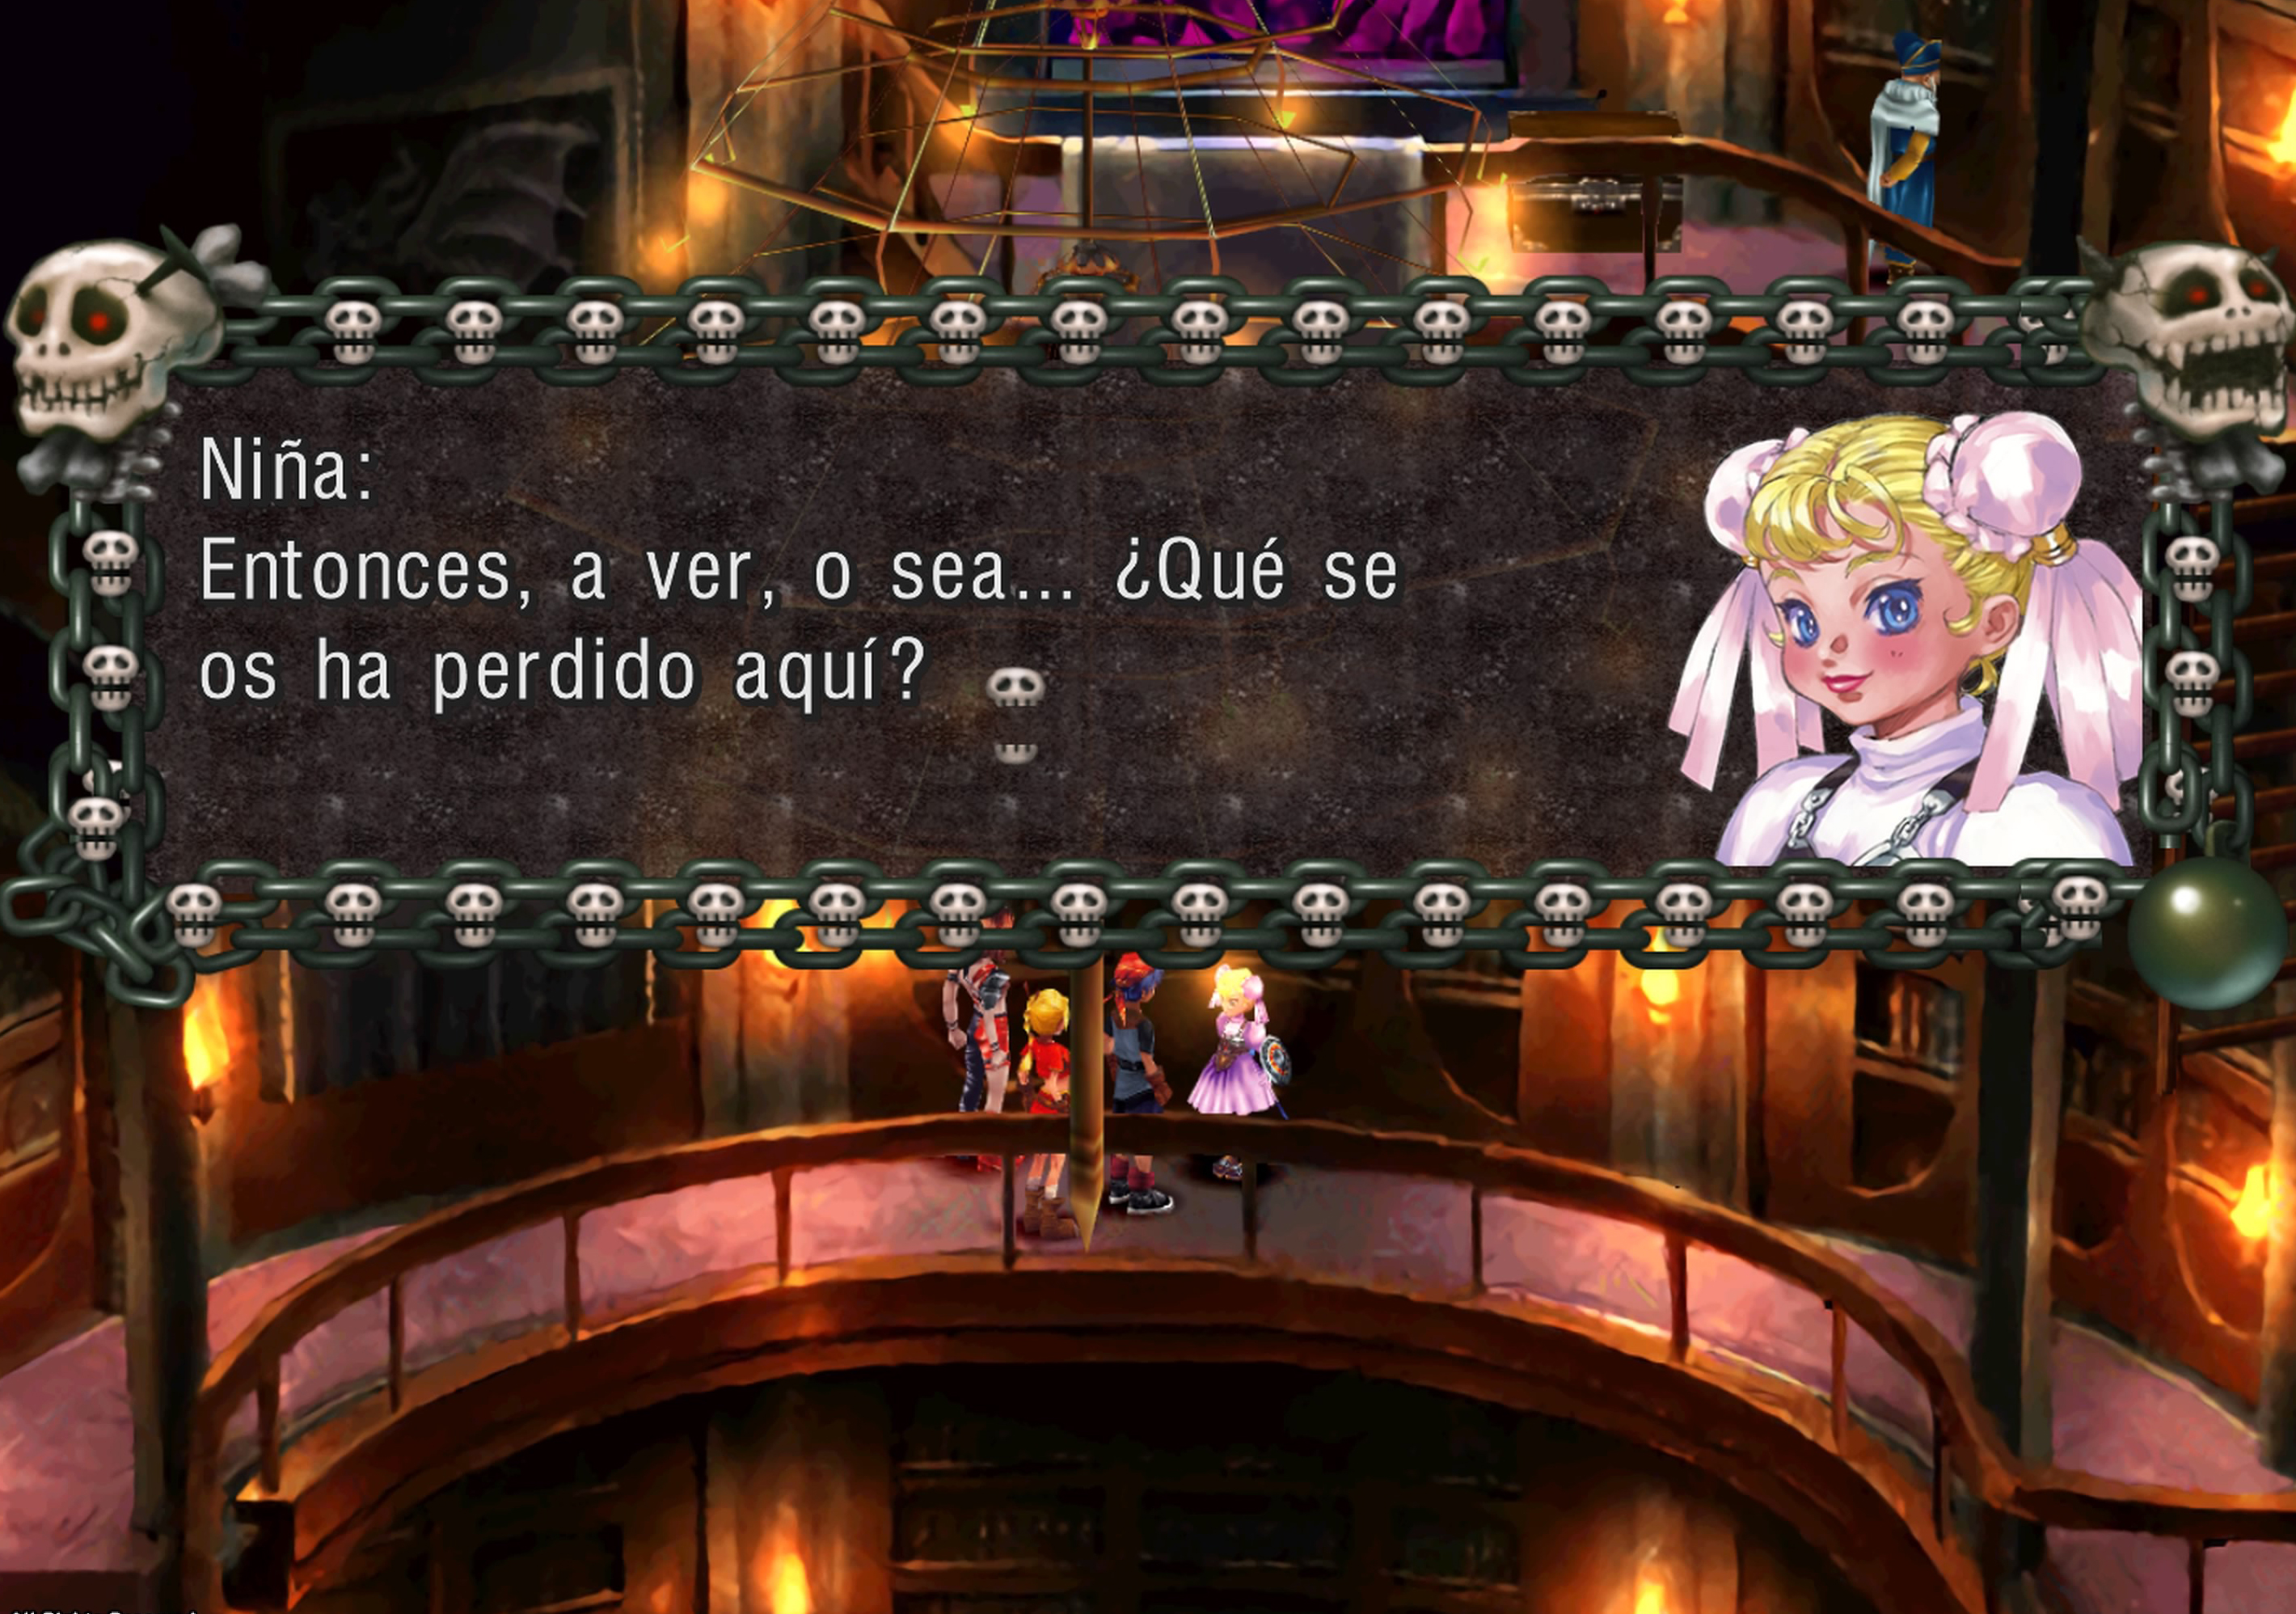 Niña:
Entonces, a ver, o sea... ¿Qué se
os ha perdido aquí?